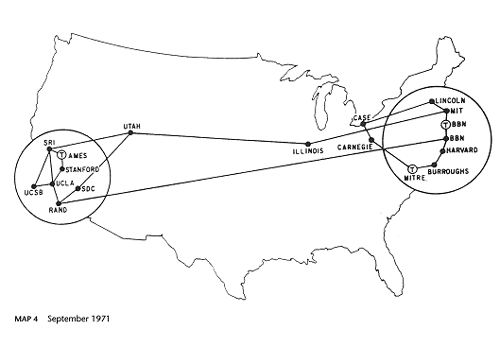 SRI
T AMES
STANFORD
UCSB
UCLA
SDC
RAND
UTAH
ILLINOIS
CASE
CARNEGIE
LINCOLN
MIT
T BBN
BBN
HARVARD
BURROUGHS
T
MITRE
MAP 4 September 1971